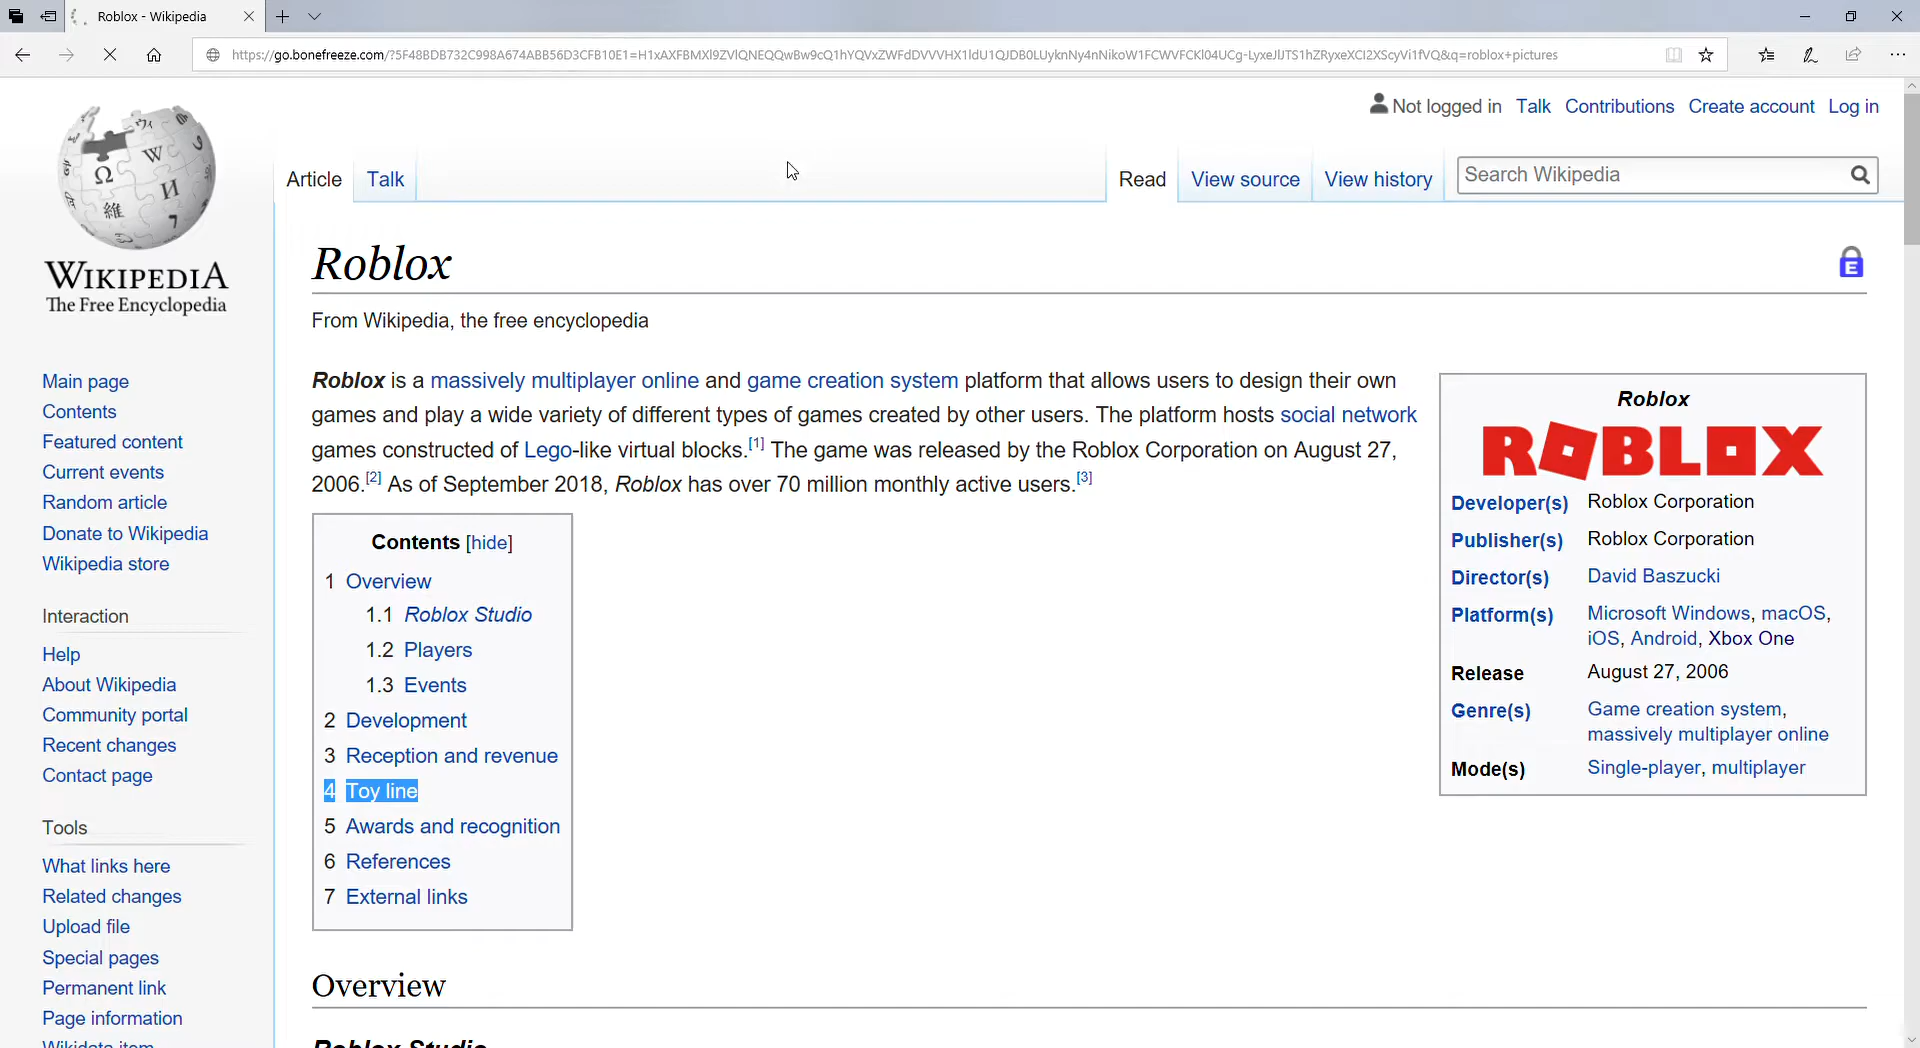 Roblox - Wikipedia
https://go.bonefreeze.com/?5F48BDB732C998A674ABB56D3CFB10E1=H1xAXFBMXl9ZVlQNEQQwBw9cQ1hYQVxZWFdDVVVHX1ldU1QJDB0LUyknNy4nNikoW1FCWVFCKl04UCg-LyxeJlJTS1hZRyxeXCI2XScyVi1fVQ&q=roblox+pictures
Not logged in Talk Contributions Create account Log in
Article Talk Read View source View history Search Wikipedia
WIKIPEDIA
The Free Encyclopedia
Main page
Contents
Featured content
Current events
Random article
Donate to Wikipedia
Wikipedia store
Interaction
Help
About Wikipedia
Community portal
Recent changes
Contact page
Tools
What links here
Related changes
Upload file
Special pages
Permanent link
Page information
Wikidata item
Roblox
E
From Wikipedia, the free encyclopedia
Roblox is a massively multiplayer online and game creation system platform that allows users to design their own
games and play a wide variety of different types of games created by other users. The platform hosts social network
games constructed of Lego-like virtual blocks.[1] The game was released by the Roblox Corporation on August 27,
2006.[2] As of September 2018, Roblox has over 70 million monthly active users.[3]
Contents [hide]
1 Overview
1.1 Roblox Studio
1.2 Players
1.3 Events
2 Development
3 Reception and revenue
4 Toy line
5 Awards and recognition
6 References
7 External links
Roblox
ROBLOX
Developer(s) Roblox Corporation
Publisher(s) Roblox Corporation
Director(s) David Baszucki
Platform(s) Microsoft Windows, macOS,
iOS, Android, Xbox One
Release August 27, 2006
Genre(s) Game creation system,
massively multiplayer online
Mode(s) Single-player, multiplayer
Overview
Roblox Studio